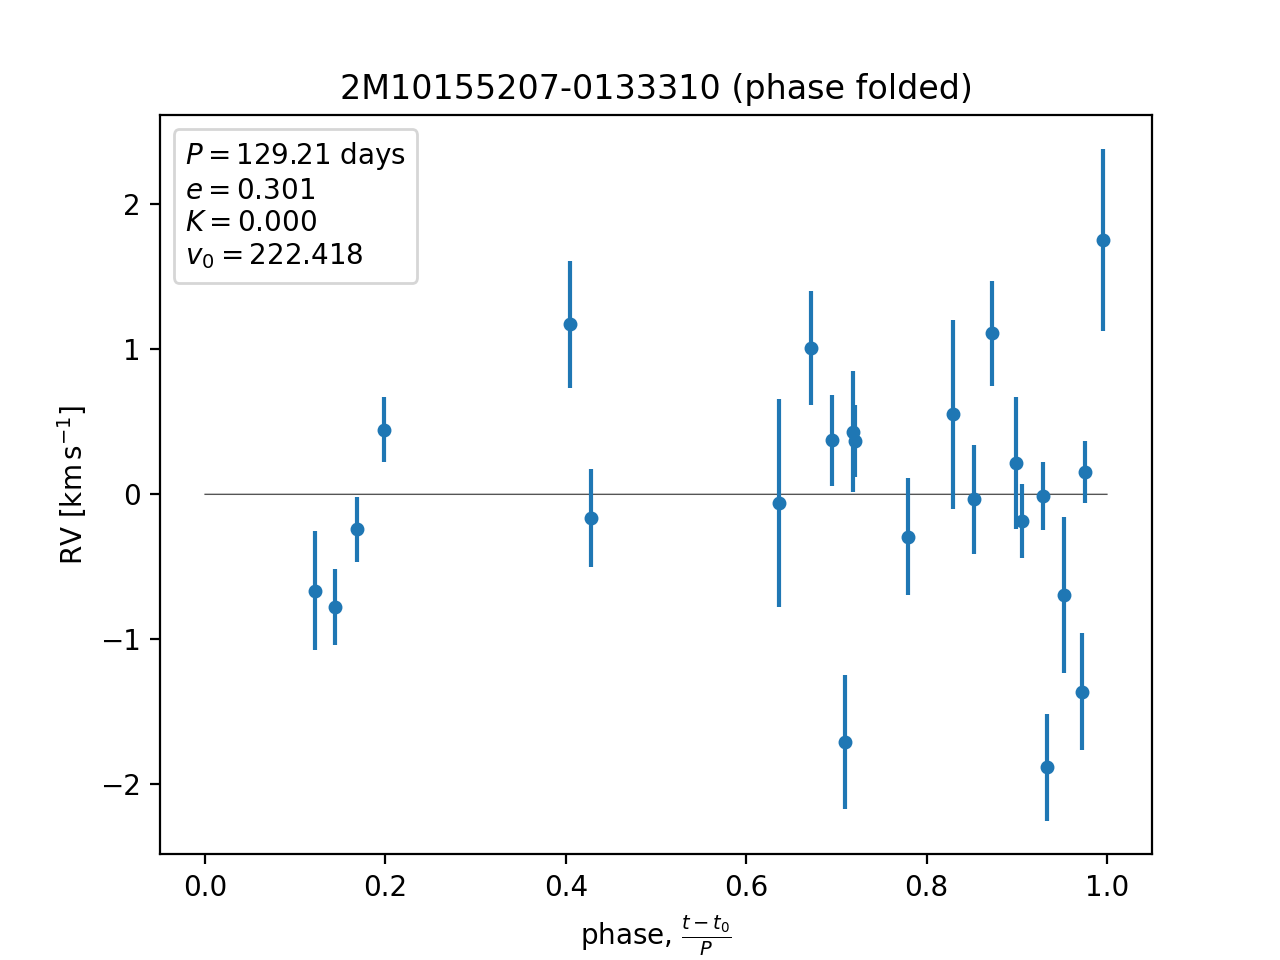 2M10155207-0133310 (phase folded)
P = 129.21 days
e = 0.301
K = 0.000
v₀ = 222.418
RV [km s⁻¹]
2
1
0
−1
−2
0.0 0.2 0.4 0.6 0.8 1.0
phase, (t − t₀)/P